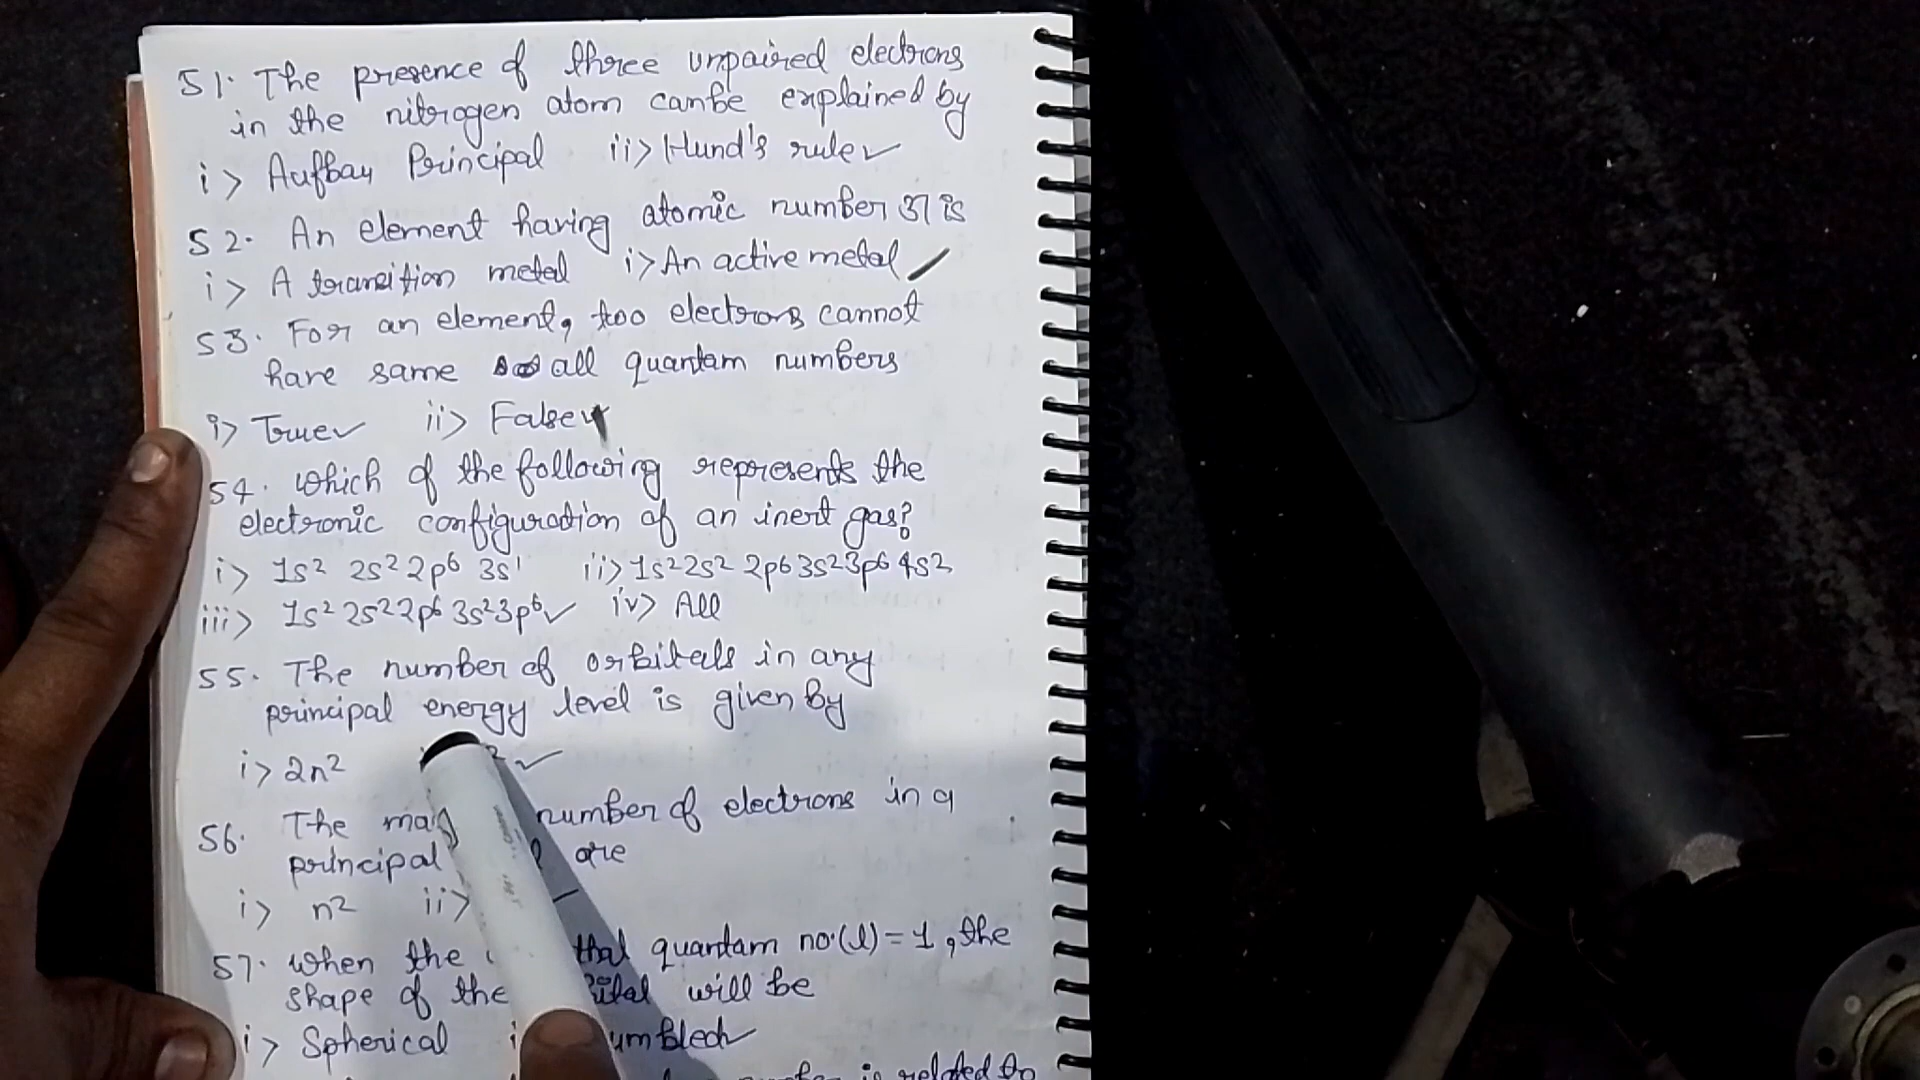 51. The presence of three unpaired electrons
in the nitrogen atom canbe explained by
i> Aufbau Principal ii> Hund's rule ✓
52. An element having atomic number 37 is
i> A transition metal i> An active metal
53. For an element, two electrons cannot
have same all quantam numbers
i> True ✓ ii> False
54. which of the following represents the
electronic configuration of an inert gas?
i> 1s² 2s² 2p⁶ 3s¹ ii> 1s² 2s² 2p6 3s² 3p⁶ 4s2
iii> 1s² 2s² 2p⁶ 3s² 3p⁶ ✓ iv> All
55. The number of orbitals in any
principal energy level is given by
i> 2n² ✓
56. The number of electrons in a
principal are
i> n² ii>
57. when the quantam no.(l) = 1, the
shape of the will be
i> Spherical
is related to